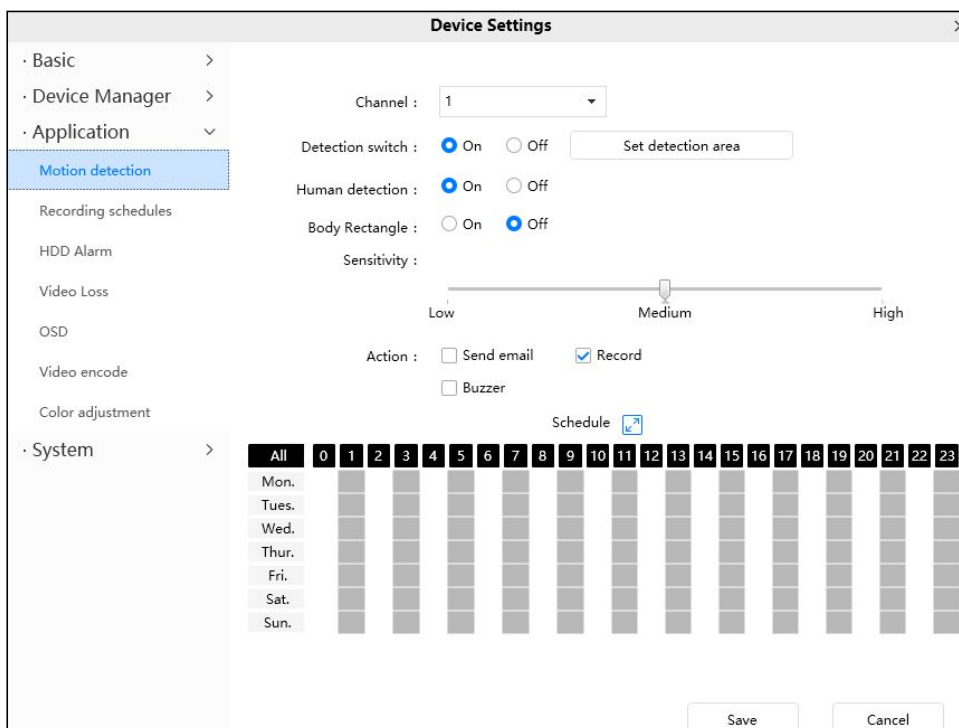 Device Settings
· Basic
· Device Manager
· Application
Motion detection
Recording schedules
HDD Alarm
Video Loss
OSD
Video encode
Color adjustment
· System
Channel : 1
Detection switch : On Off Set detection area
Human detection : On Off
Body Rectangle : On Off
Sensitivity :
Low Medium High
Action : Send email Record
Buzzer
Schedule
All 0 1 2 3 4 5 6 7 8 9 10 11 12 13 14 15 16 17 18 19 20 21 22 23
Mon.
Tues.
Wed.
Thur.
Fri.
Sat.
Sun.
Save Cancel